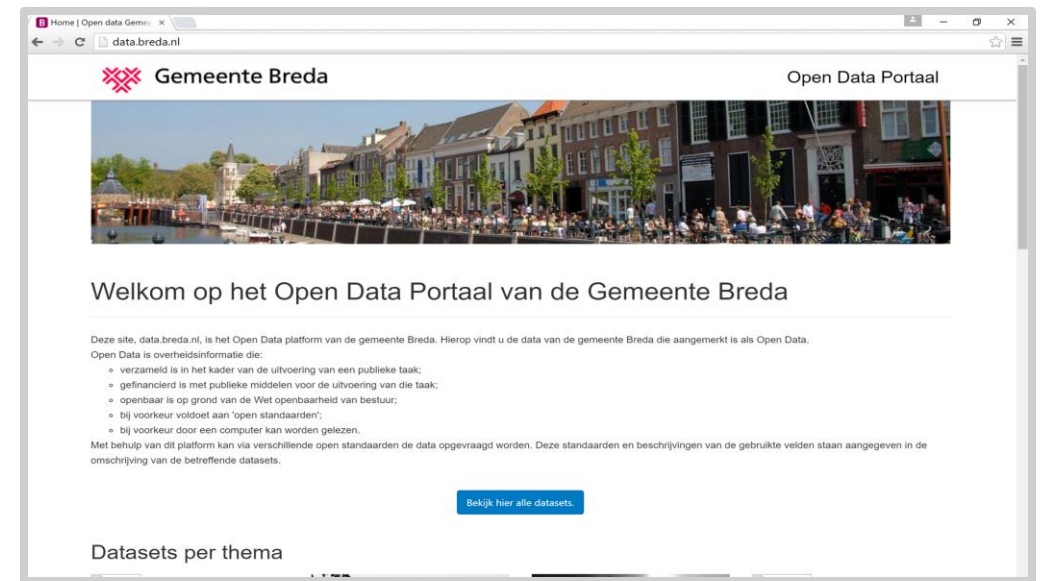 Home | Open data Geme
data.breda.nl
Gemeente Breda
Open Data Portaal
Welkom op het Open Data Portaal van de Gemeente Breda
Deze site, data.breda.nl, is het Open Data platform van de gemeente Breda. Hierop vindt u de data van de gemeente Breda die aangemerkt is als Open Data.
Open Data is overheidsinformatie die:
verzameld is in het kader van de uitvoering van een publieke taak;
gefinancierd is met publieke middelen voor de uitvoering van die taak;
openbaar is op grond van de Wet openbaarheid van bestuur;
bij voorkeur voldoet aan 'open standaarden';
bij voorkeur door een computer kan worden gelezen.
Met behulp van dit platform kan via verschillende open standaarden de data opgevraagd worden. Deze standaarden en beschrijvingen van de gebruikte velden staan aangegeven in de
omschrijving van de betreffende datasets.
Bekijk hier alle datasets.
Datasets per thema